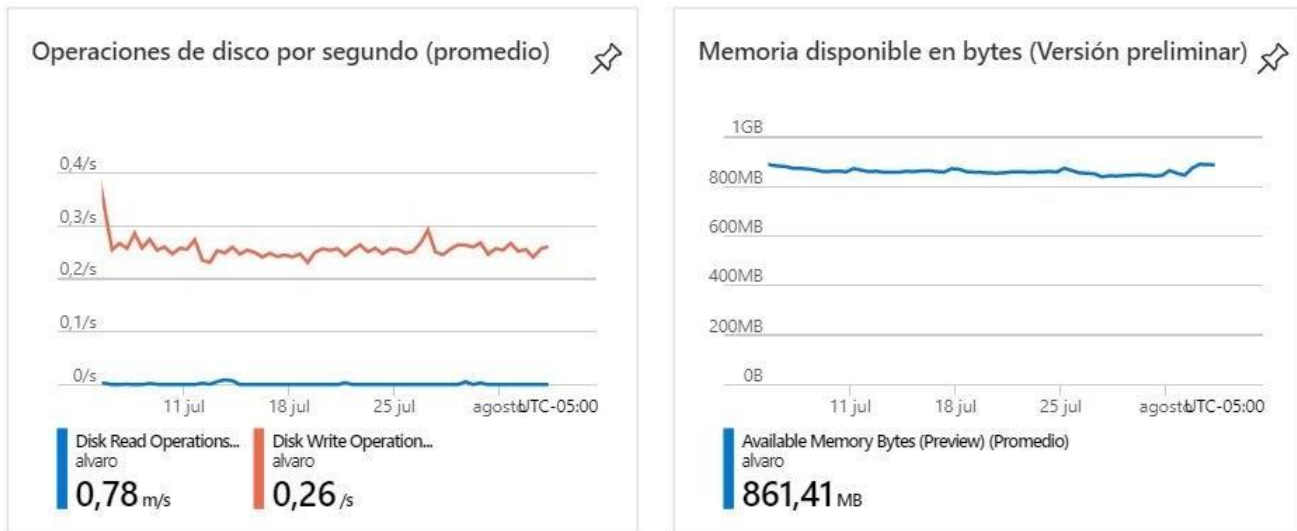 Operaciones de disco por segundo (promedio)
0,4/s
0,3/s
0,2/s
0,1/s
0/s
11 jul
18 jul
25 jul
agosto
UTC-05:00
Disk Read Operations...
alvaro
0,78 m/s
Disk Write Operation...
alvaro
0,26 /s
Memoria disponible en bytes (Versión preliminar)
1GB
800MB
600MB
400MB
200MB
0B
11 jul
18 jul
25 jul
agosto
UTC-05:00
Available Memory Bytes (Preview) (Promedio)
alvaro
861,41 MB